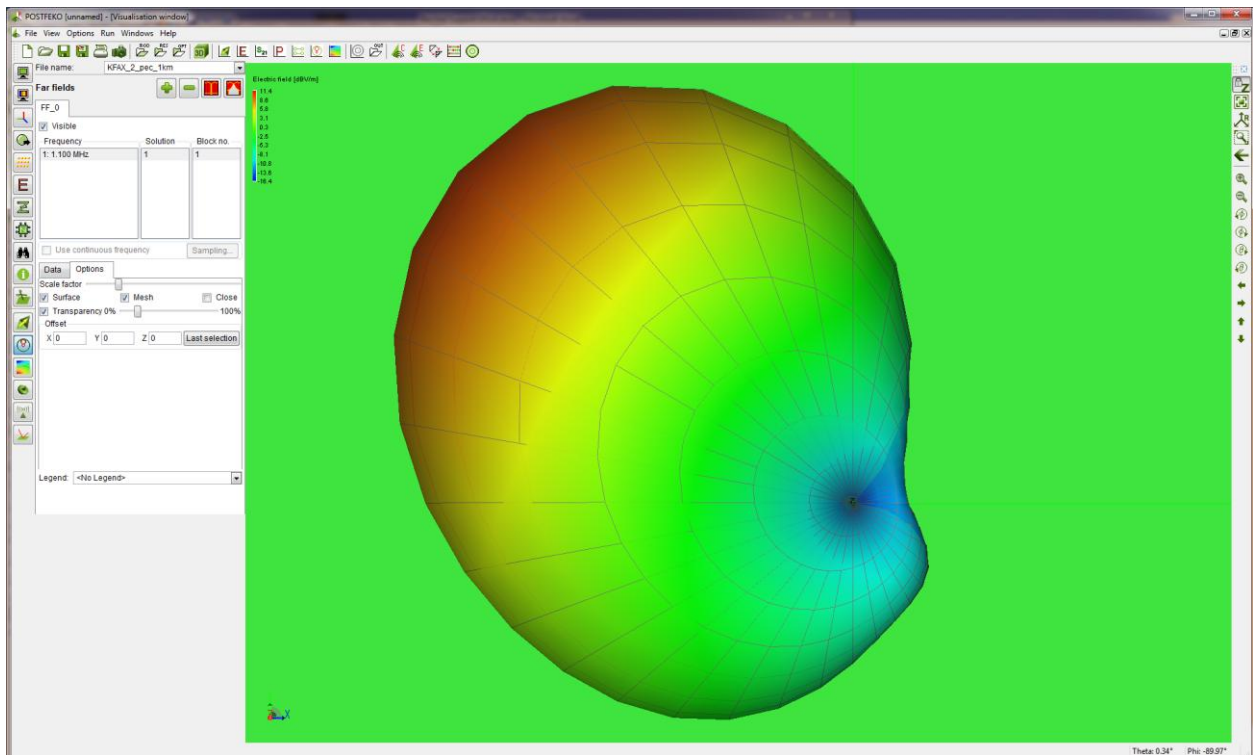 POSTFEKO [unnamed] - [Visualisation window]
File View Options Run Windows Help
File name: KFAX_2_pec_1km
Far fields
FF_0
Visible
Frequency Solution Block no.
1: 1.100 MHz 1 1
Use continuous frequency Sampling...
Data Options
Scale factor
Surface Mesh Close
Transparency 0% 100%
Offset
X 0 Y 0 Z 0 Last selection
Legend: <No Legend>
Electric field [dBV/m]
11.4
8.6
5.8
3.1
0.3
-2.5
-5.3
-8.1
-10.8
-13.6
-16.4
X
Z
Theta: 0.34° Phi: -89.97°